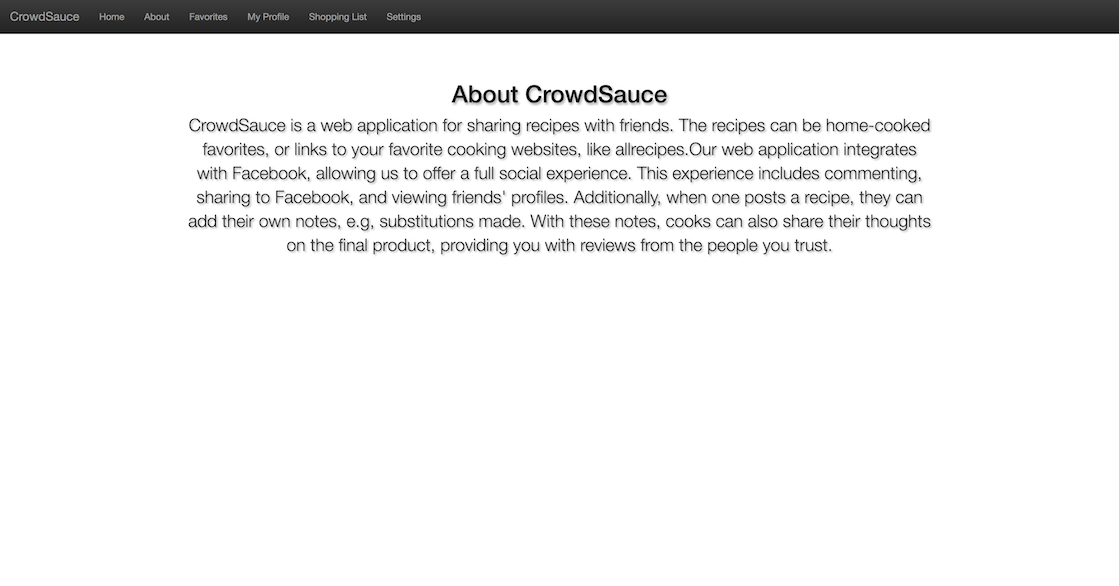 CrowdSauce Home About Favorites My Profile Shopping List Settings
About CrowdSauce
CrowdSauce is a web application for sharing recipes with friends. The recipes can be home-cooked
favorites, or links to your favorite cooking websites, like allrecipes.Our web application integrates
with Facebook, allowing us to offer a full social experience. This experience includes commenting,
sharing to Facebook, and viewing friends' profiles. Additionally, when one posts a recipe, they can
add their own notes, e.g, substitutions made. With these notes, cooks can also share their thoughts
on the final product, providing you with reviews from the people you trust.